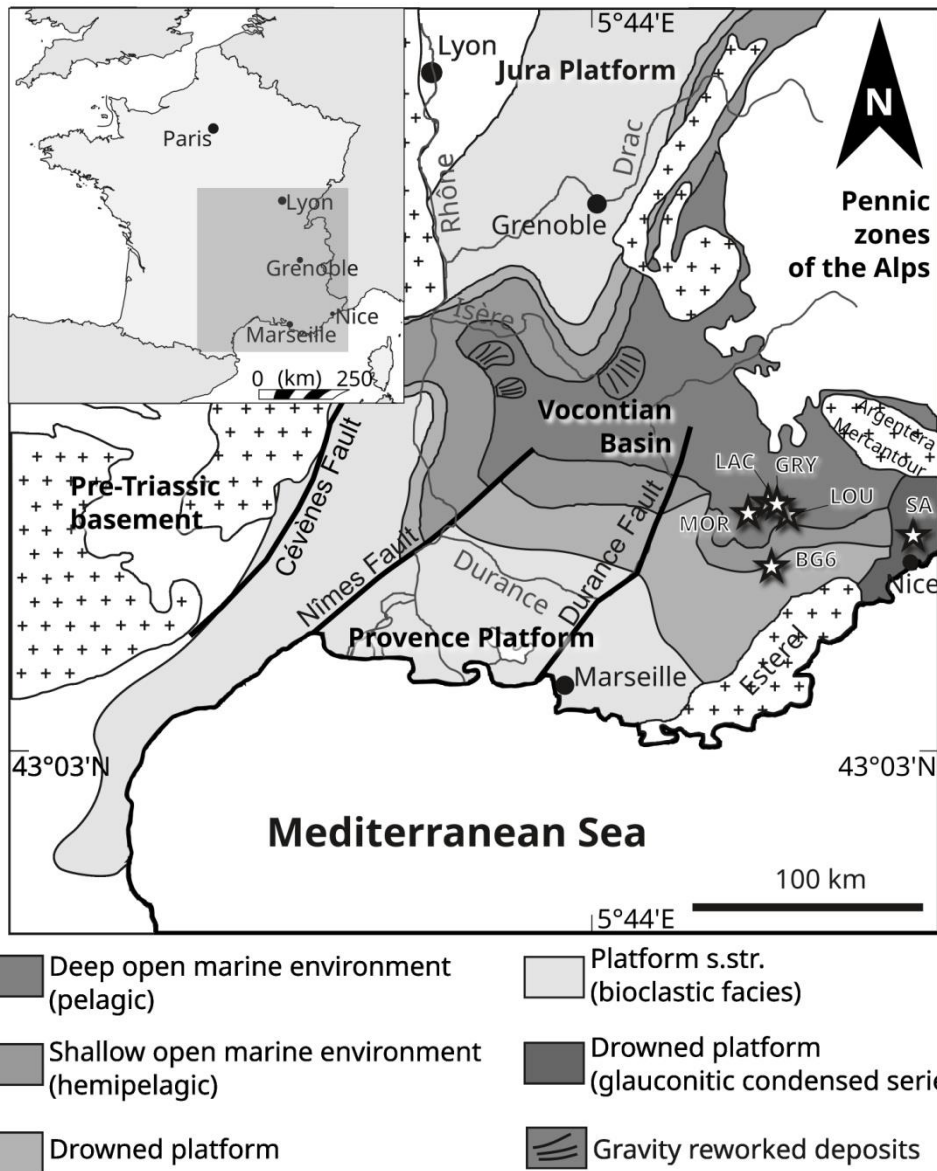 5°44'E
Lyon
Jura Platform
N
Paris
Rhône
Drac
Lyon
Grenoble
Pennic
zones
of the Alps
Grenoble
Nice
Marseille
Isère
0 (km) 250
Vocontian
Basin
Argentera
Mercantour
Cévènes Fault
LAC
GRY
LOU
SA
Pre-Triassic
basement
MOR
Nîmes Fault
Durance Fault
BG6
Nice
Durance
Provence Platform
Esterel
Marseille
43°03'N
43°03'N
Mediterranean Sea
100 km
5°44'E
Deep open marine environment
(pelagic)
Platform s.str.
(bioclastic facies)
Shallow open marine environment
(hemipelagic)
Drowned platform
(glauconitic condensed serie
Drowned platform
Gravity reworked deposits